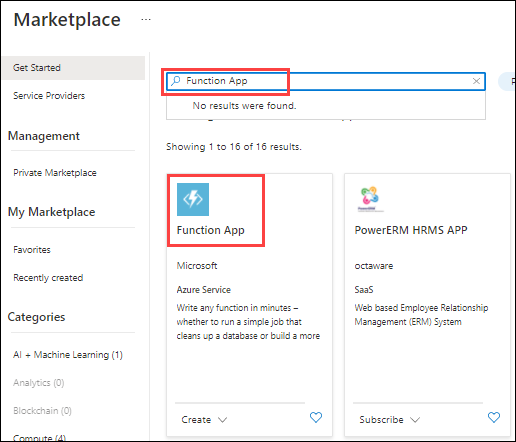 Marketplace ...
Get Started
Service Providers
Management
Private Marketplace
My Marketplace
Favorites
Recently created
Categories
AI + Machine Learning (1)
Analytics (0)
Blockchain (0)
Compute (4)
Function App
No results were found.
Showing 1 to 16 of 16 results.
Function App
Microsoft
Azure Service
Write any function in minutes –
whether to run a simple job that
cleans up a database or build a more
Create
PowerERM HRMS APP
octaware
SaaS
Web based Employee Relationship
Management (ERM) System
Subscribe